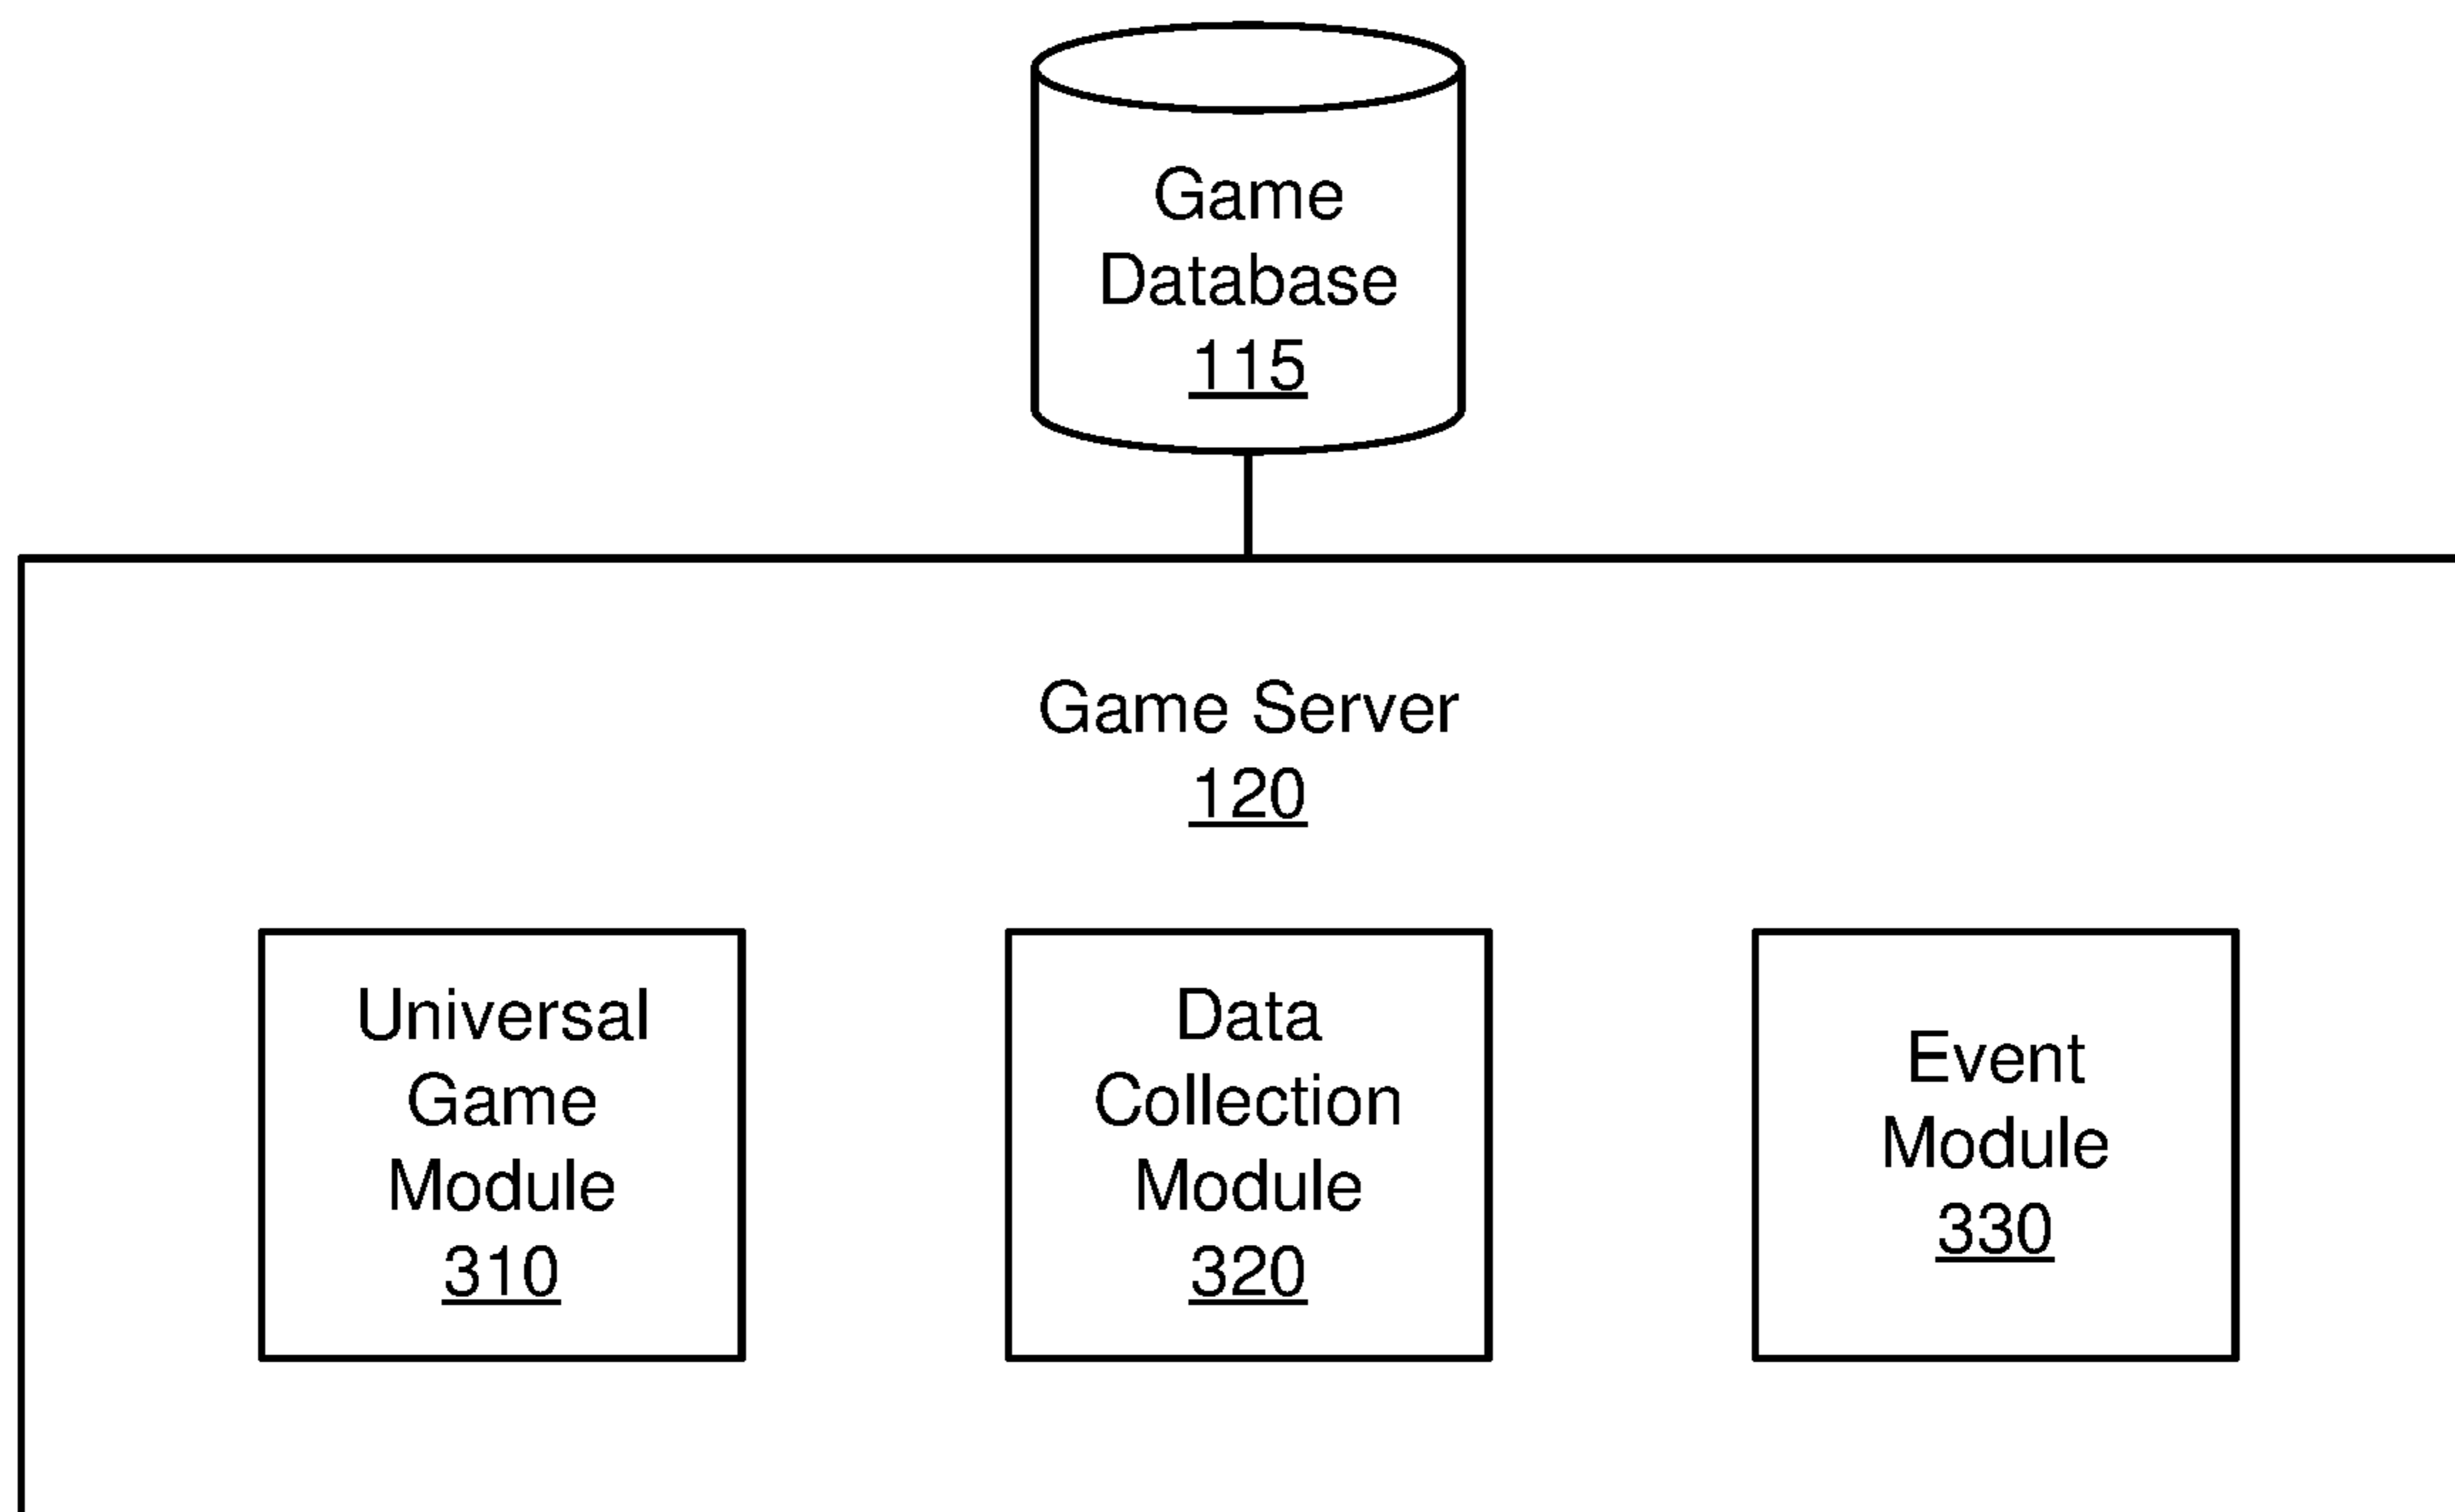 Game
Database
115
Game Server
120
Universal
Game
Module
310
Data
Collection
Module
320
Event
Module
330